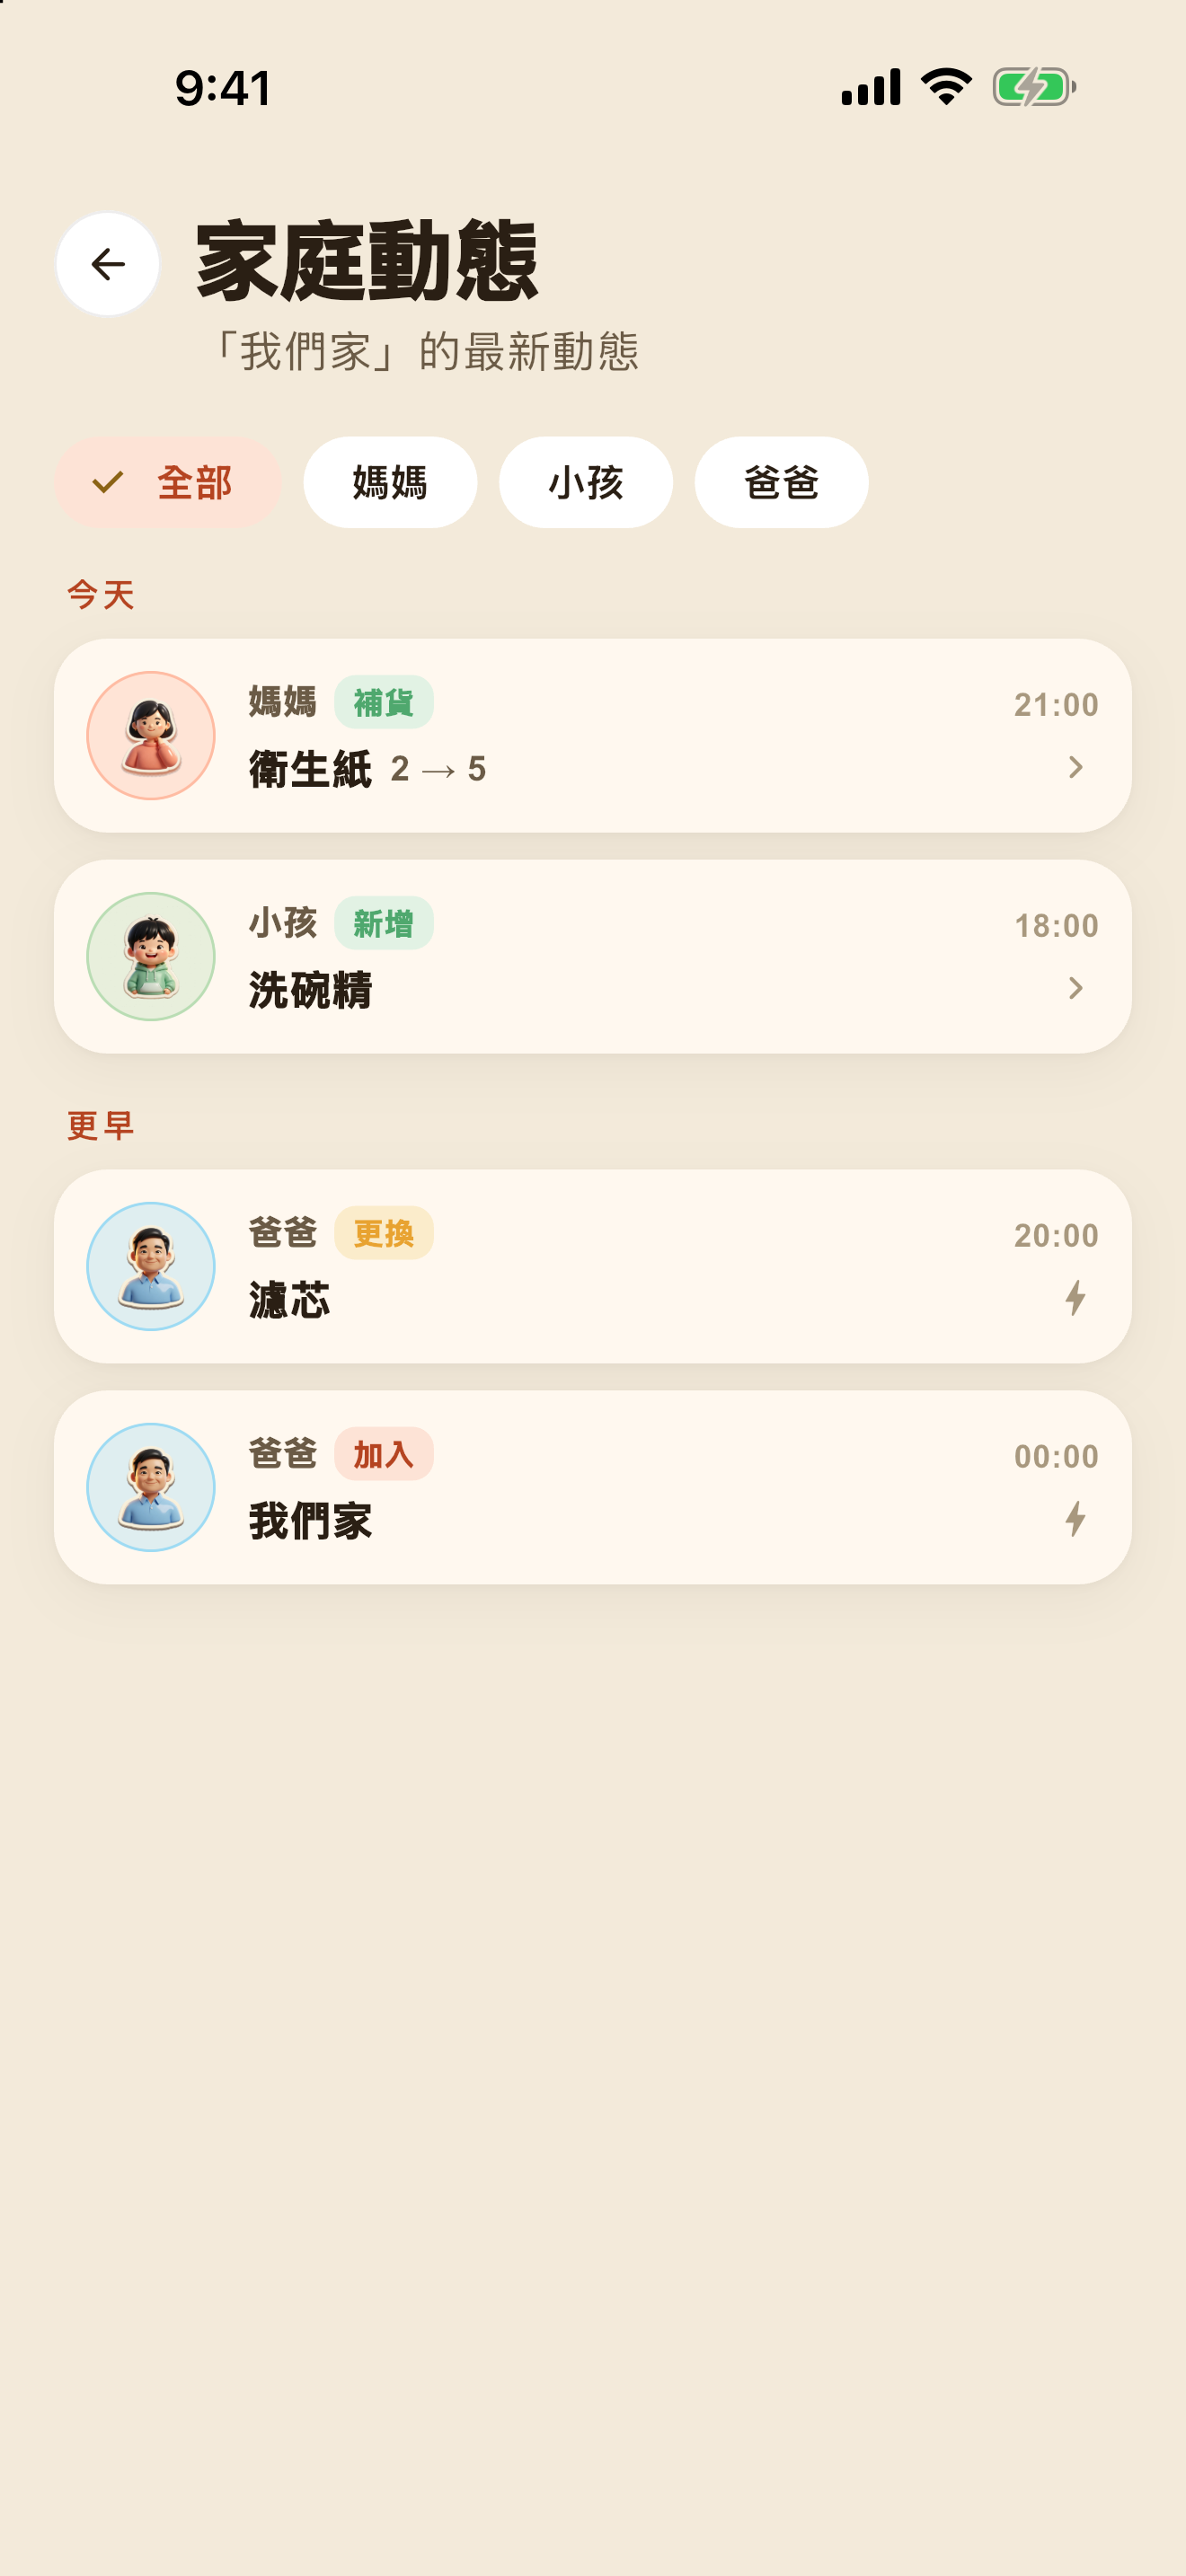 9:41
家庭動態
「我們家」的最新動態
全部 媽媽 小孩 爸爸
今天
媽媽 補貨 21:00
衛生紙 2 → 5
小孩 新增 18:00
洗碗精
更早
爸爸 更換 20:00
濾芯
爸爸 加入 00:00
我們家